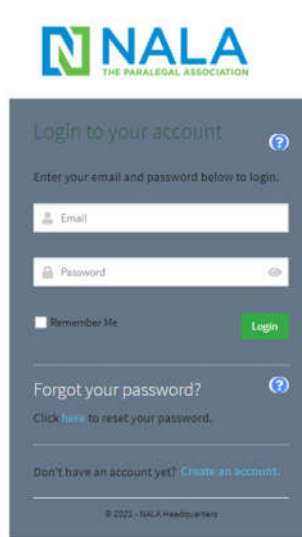 NALA
THE PARALEGAL ASSOCIATION
Login to your account
Enter your email and password below to login.
Email
Password
Remember Me
Login
Forgot your password?
Click here to reset your password.
Don't have an account yet? Create an account.
© 2021 - NALA Headquarters